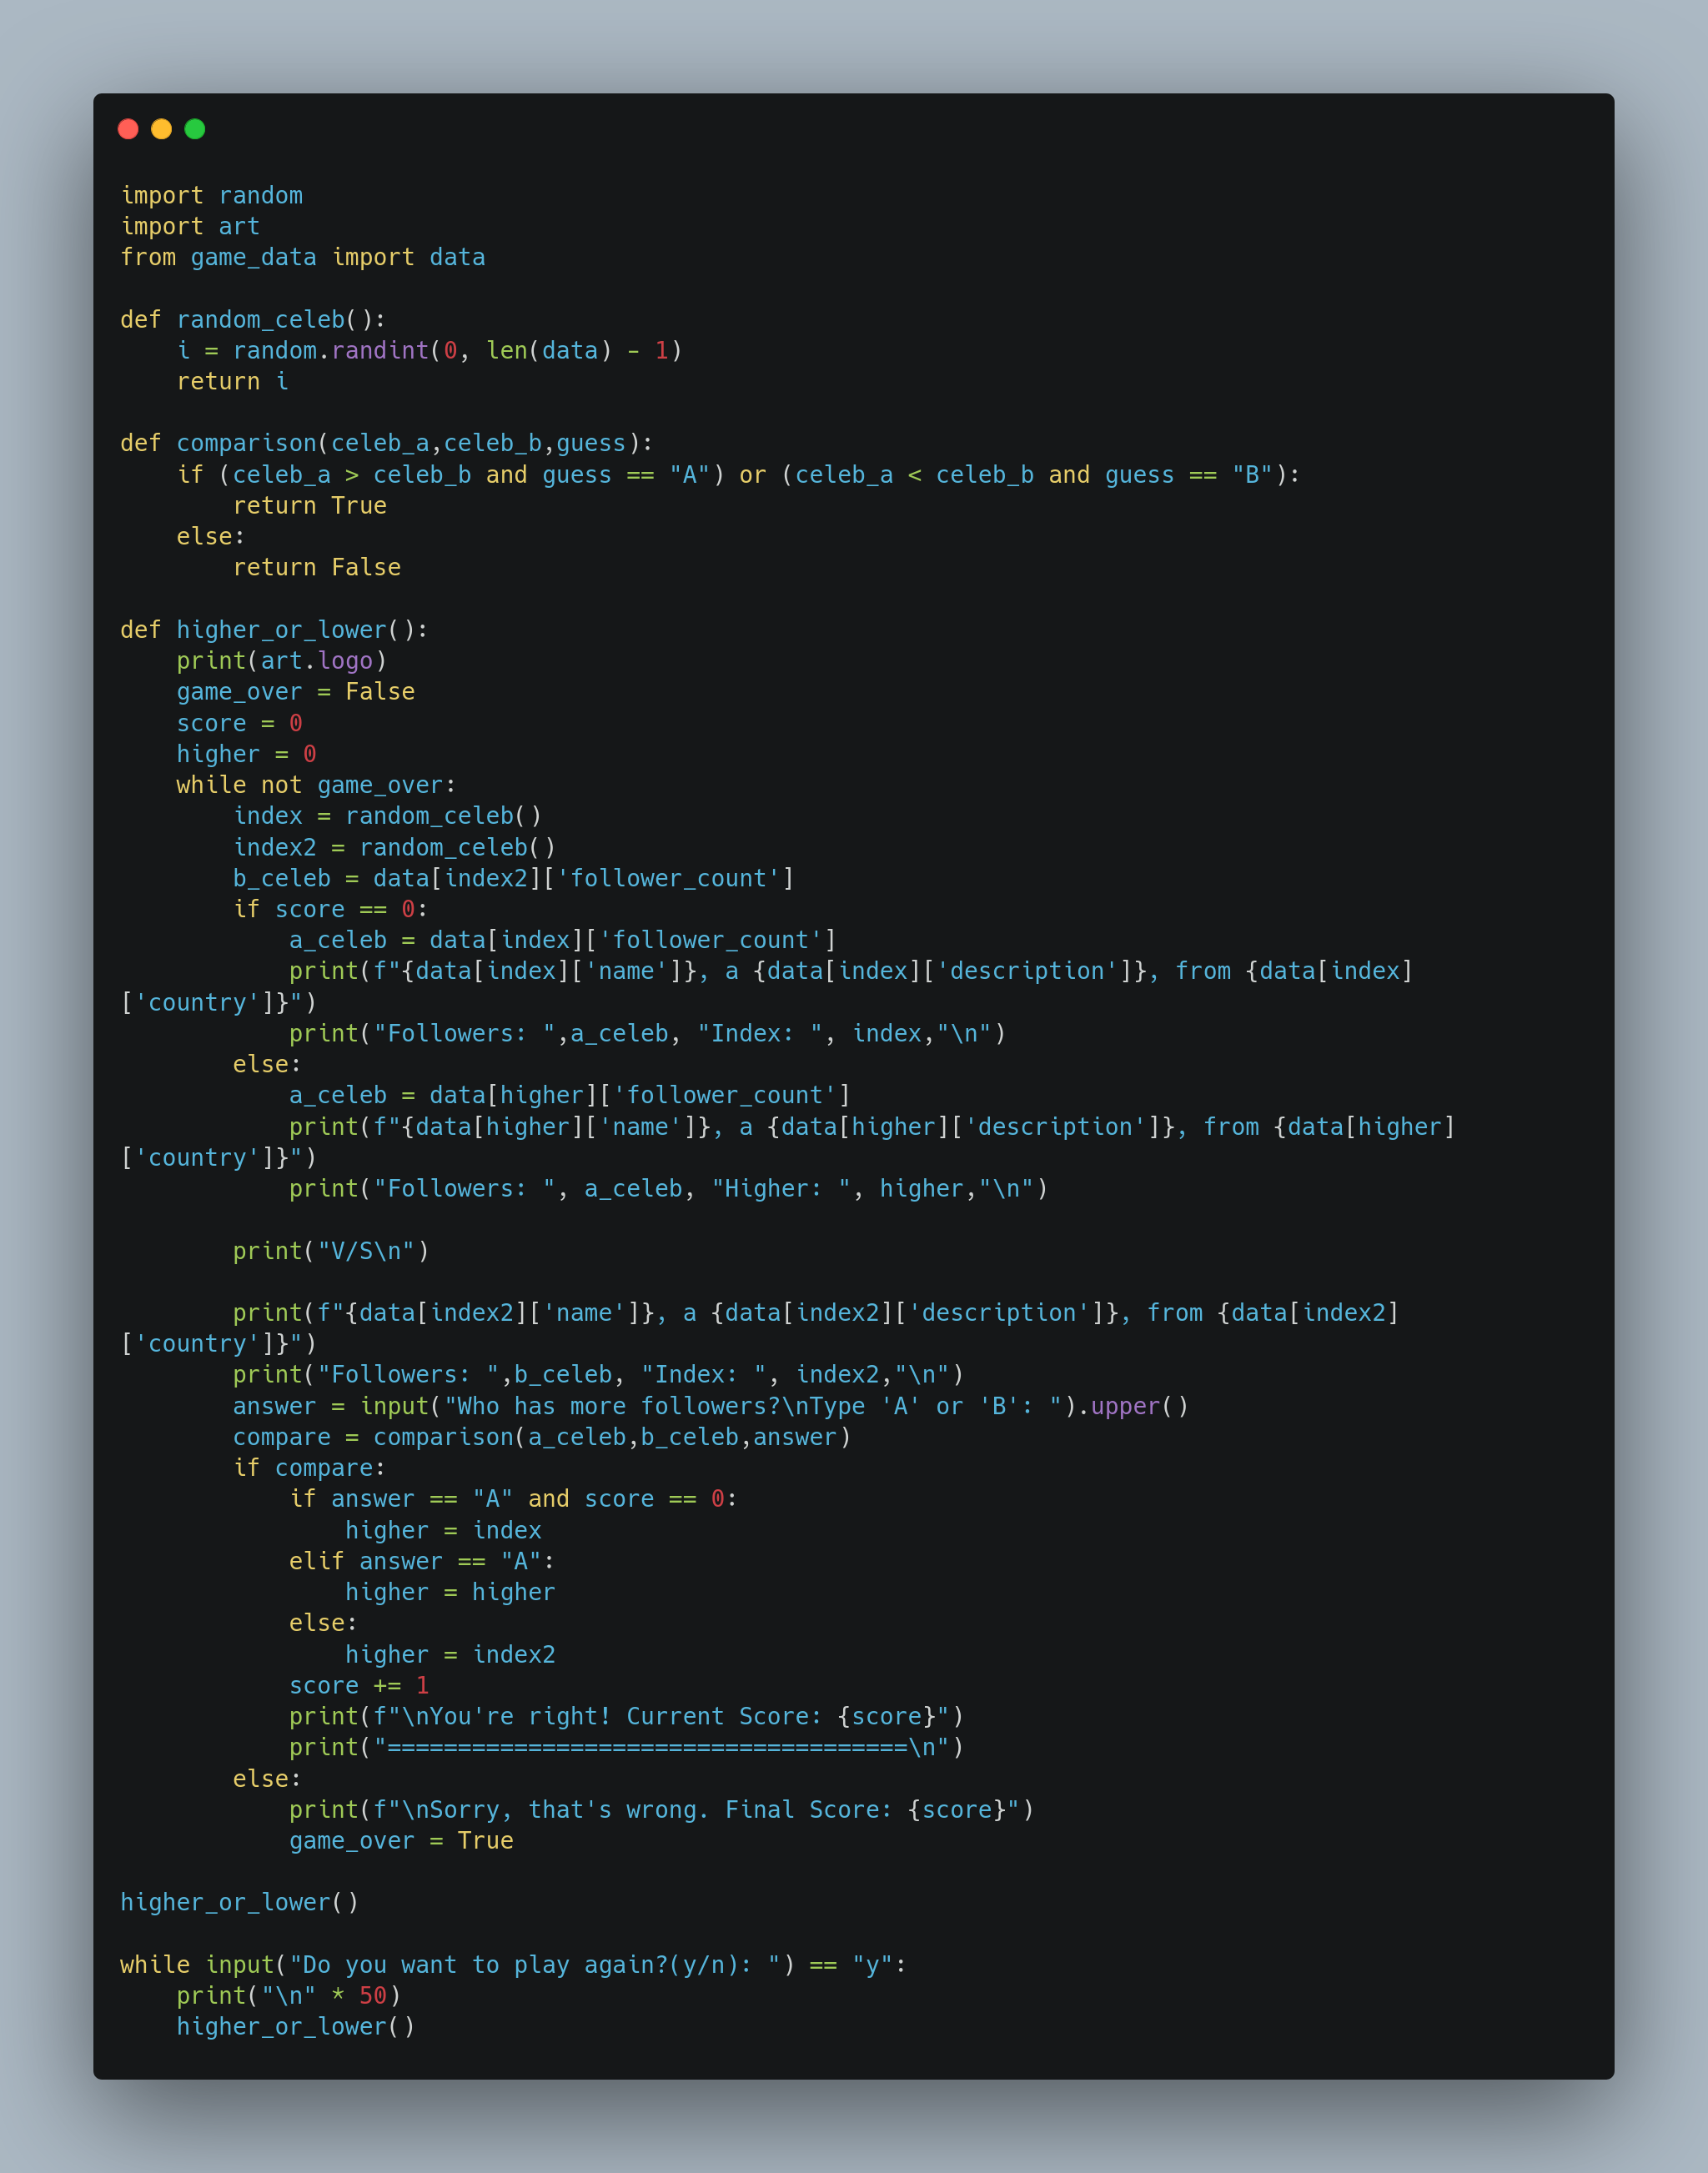 import random
import art
from game_data import data

def random_celeb():
    i = random.randint(0, len(data) - 1)
    return i

def comparison(celeb_a,celeb_b,guess):
    if (celeb_a > celeb_b and guess == "A") or (celeb_a < celeb_b and guess == "B"):
        return True
    else:
        return False

def higher_or_lower():
    print(art.logo)
    game_over = False
    score = 0
    higher = 0
    while not game_over:
        index = random_celeb()
        index2 = random_celeb()
        b_celeb = data[index2]['follower_count']
        if score == 0:
            a_celeb = data[index]['follower_count']
            print(f"{data[index]['name']}, a {data[index]['description']}, from {data[index]
['country']}")
            print("Followers: ",a_celeb, "Index: ", index,"\n")
        else:
            a_celeb = data[higher]['follower_count']
            print(f"{data[higher]['name']}, a {data[higher]['description']}, from {data[higher]
['country']}")
            print("Followers: ", a_celeb, "Higher: ", higher,"\n")

        print("V/S\n")

        print(f"{data[index2]['name']}, a {data[index2]['description']}, from {data[index2]
['country']}")
        print("Followers: ",b_celeb, "Index: ", index2,"\n")
        answer = input("Who has more followers?\nType 'A' or 'B': ").upper()
        compare = comparison(a_celeb,b_celeb,answer)
        if compare:
            if answer == "A" and score == 0:
                higher = index
            elif answer == "A":
                higher = higher
            else:
                higher = index2
            score += 1
            print(f"\nYou're right! Current Score: {score}")
            print("=====================================\n")
        else:
            print(f"\nSorry, that's wrong. Final Score: {score}")
            game_over = True

higher_or_lower()

while input("Do you want to play again?(y/n): ") == "y":
    print("\n" * 50)
    higher_or_lower()